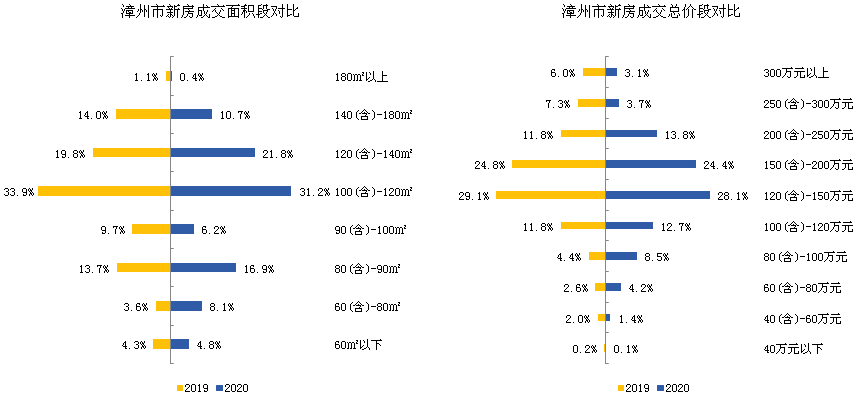 漳州市新房成交面积段对比
1.1% 0.4% 180㎡以上
14.0% 10.7% 140(含)-180㎡
19.8% 21.8% 120(含)-140㎡
33.9% 31.2% 100(含)-120㎡
9.7% 6.2% 90(含)-100㎡
13.7% 16.9% 80(含)-90㎡
3.6% 8.1% 60(含)-80㎡
4.3% 4.8% 60㎡以下
2019 2020
漳州市新房成交总价段对比
6.0% 3.1% 300万元以上
7.3% 3.7% 250(含)-300万元
11.8% 13.8% 200(含)-250万元
24.8% 24.4% 150(含)-200万元
29.1% 28.1% 120(含)-150万元
11.8% 12.7% 100(含)-120万元
4.4% 8.5% 80(含)-100万元
2.6% 4.2% 60(含)-80万元
2.0% 1.4% 40(含)-60万元
0.2% 0.1% 40万元以下
2019 2020